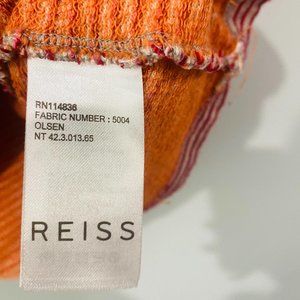 RN114836
FABRIC NUMBER : 5004
OLSEN
NT 42.3.013.65
REISS